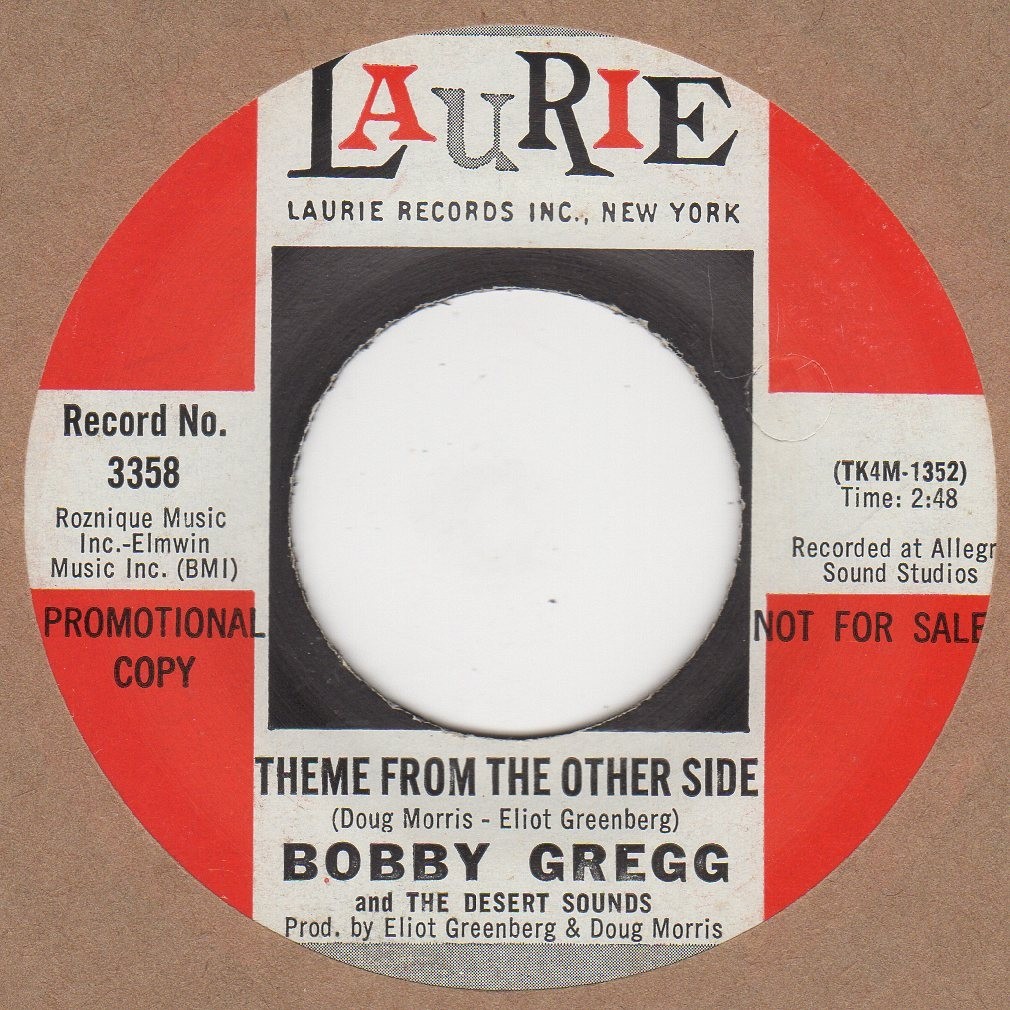 LAURIE
LAURIE RECORDS INC., NEW YORK
Record No.
3358
Roznique Music
Inc.-Elmwin
Music Inc. (BMI)
PROMOTIONAL
COPY
(TK4M-1352)
Time: 2:48
Recorded at Allegr
Sound Studios
NOT FOR SALE
THEME FROM THE OTHER SIDE
(Doug Morris - Eliot Greenberg)
BOBBY GREGG
and THE DESERT SOUNDS
Prod. by Eliot Greenberg & Doug Morris